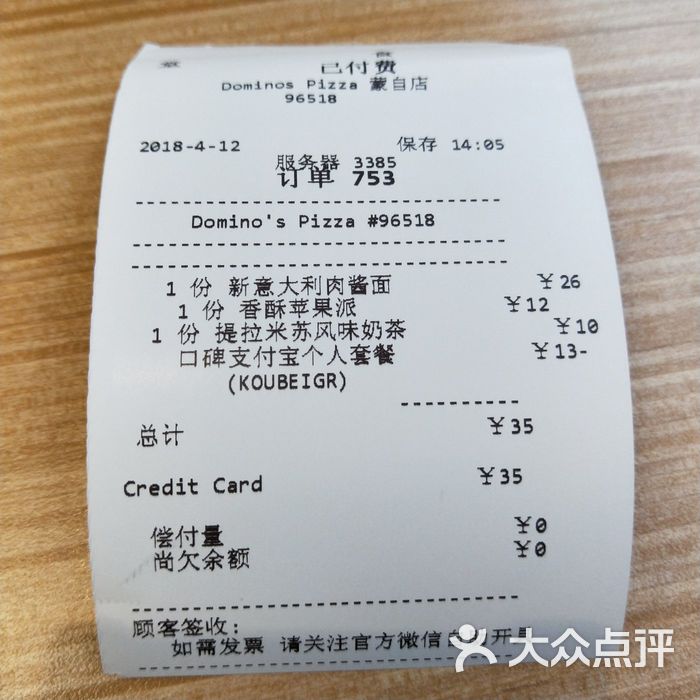 已付费
Dominos Pizza 蒙自店
96518
2018-4-12 保存 14:05
服务器 3385
订单 753
Domino's Pizza #96518
1 份 新意大利肉酱面 ¥26
1 份 香酥苹果派 ¥12
1 份 提拉米苏风味奶茶 ¥10
口碑支付宝个人套餐 ¥13-
(KOUBEIGR)
总计 ¥35
Credit Card ¥35
偿付量 ¥0
尚欠余额 ¥0
顾客签收:
如需发票 请关注官方微信
大众点评